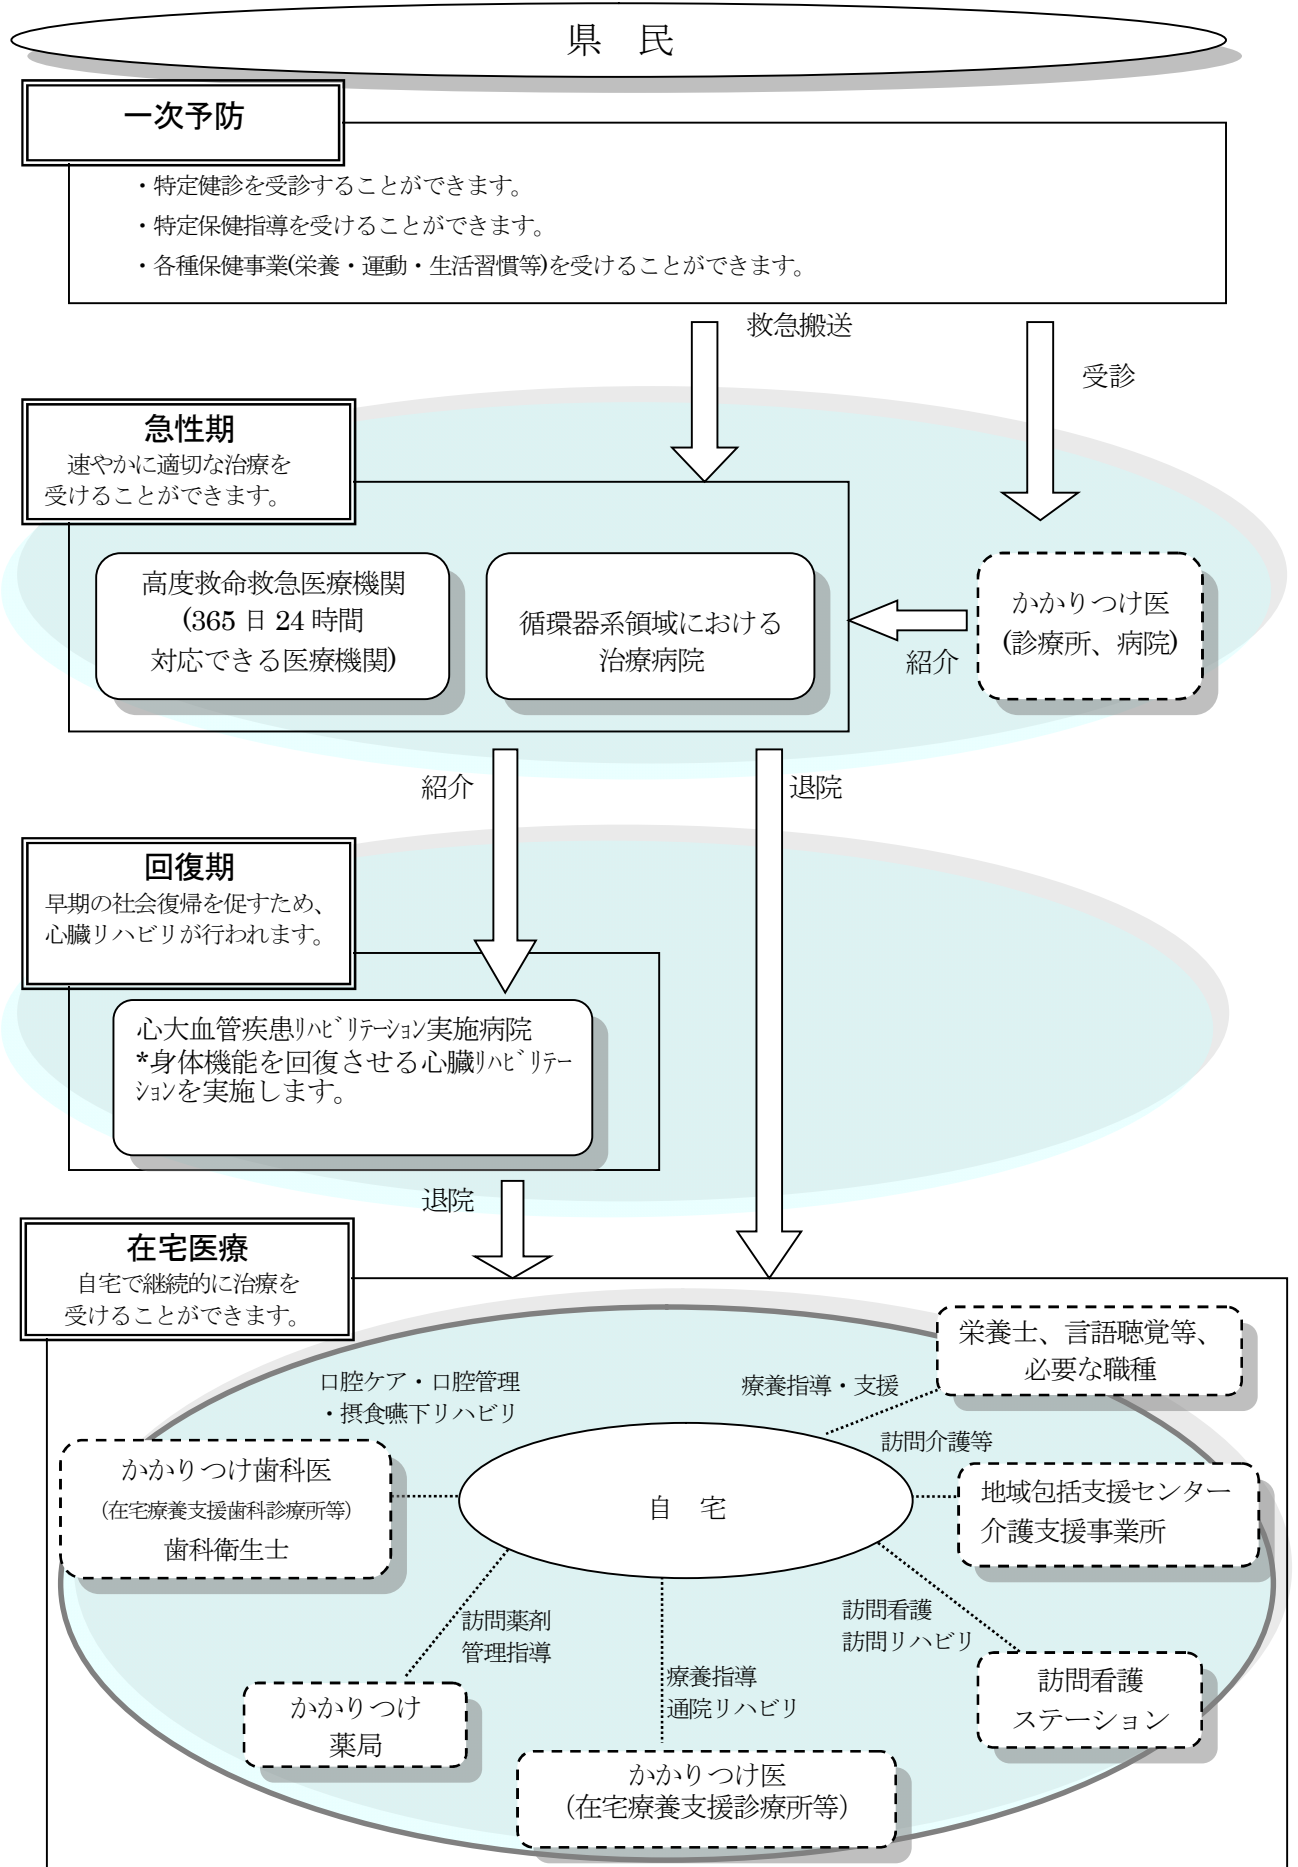 県 民
一次予防
・特定健診を受診することができます。
・特定保健指導を受けることができます。
・各種保健事業(栄養・運動・生活習慣等)を受けることができます。
救急搬送
受診
急性期
速やかに適切な治療を
受けることができます。
高度救命救急医療機関
(365 日 24 時間
対応できる医療機関)
循環器系領域における
治療病院
かかりつけ医
(診療所、病院)
紹介
紹介
退院
回復期
早期の社会復帰を促すため、
心臓リハビリが行われます。
心大血管疾患ﾘﾊﾋﾞﾘﾃｰｼｮﾝ実施病院
*身体機能を回復させる心臓ﾘﾊﾋﾞﾘﾃｰ
ｼｮﾝを実施します。
退院
在宅医療
自宅で継続的に治療を
受けることができます。
栄養士、言語聴覚等、
必要な職種
口腔ケア・口腔管理
・摂食嚥下リハビリ
療養指導・支援
訪問介護等
かかりつけ歯科医
(在宅療養支援歯科診療所等)
歯科衛生士
自 宅
地域包括支援センター
介護支援事業所
訪問薬剤
管理指導
訪問看護
訪問リハビリ
療養指導
通院リハビリ
かかりつけ
薬局
訪問看護
ステーション
かかりつけ医
(在宅療養支援診療所等)